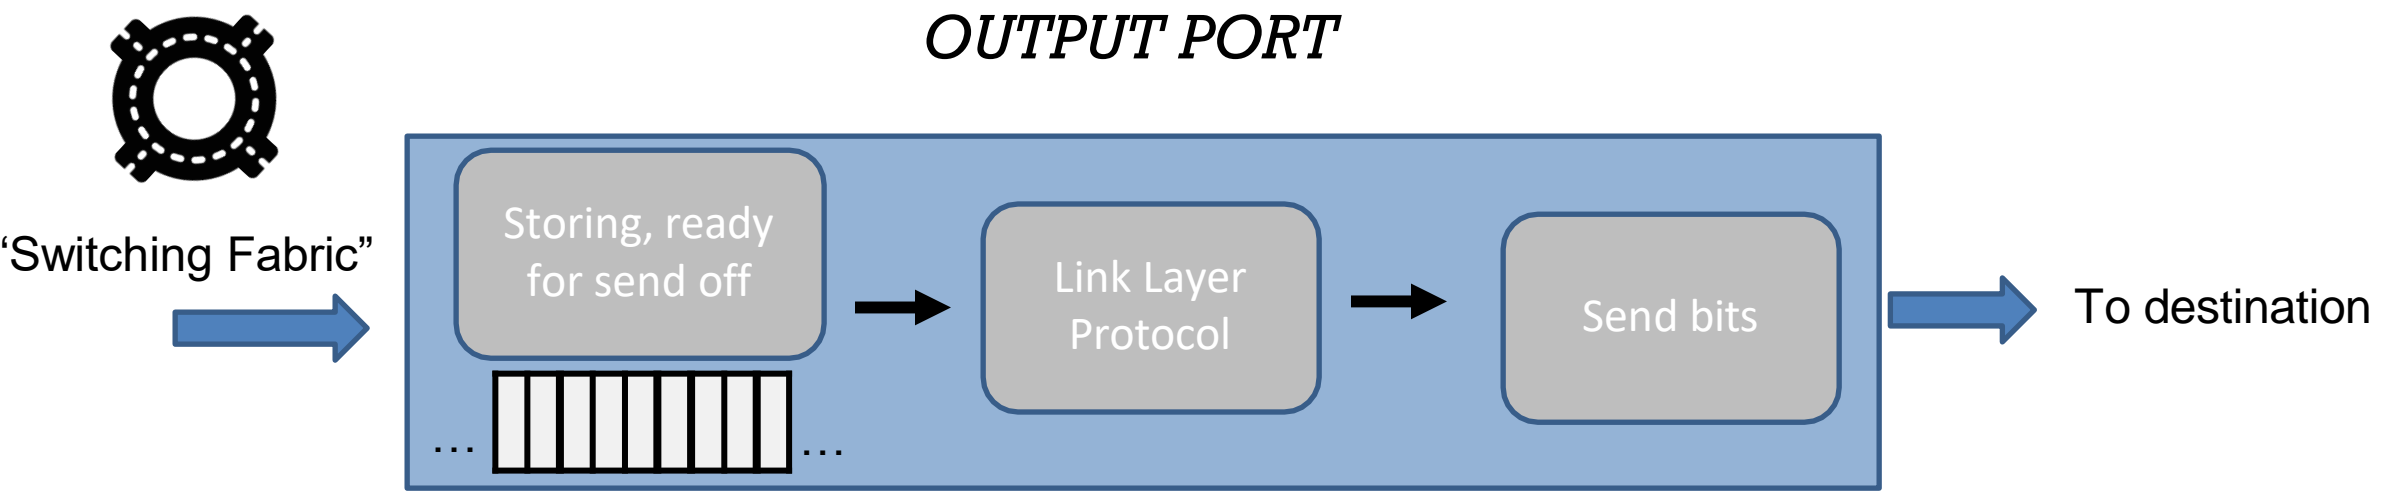 OUTPUT PORT
‘Switching Fabric”
Storing, ready
for send off
Link Layer
Protocol
Send bits
To destination
... ...